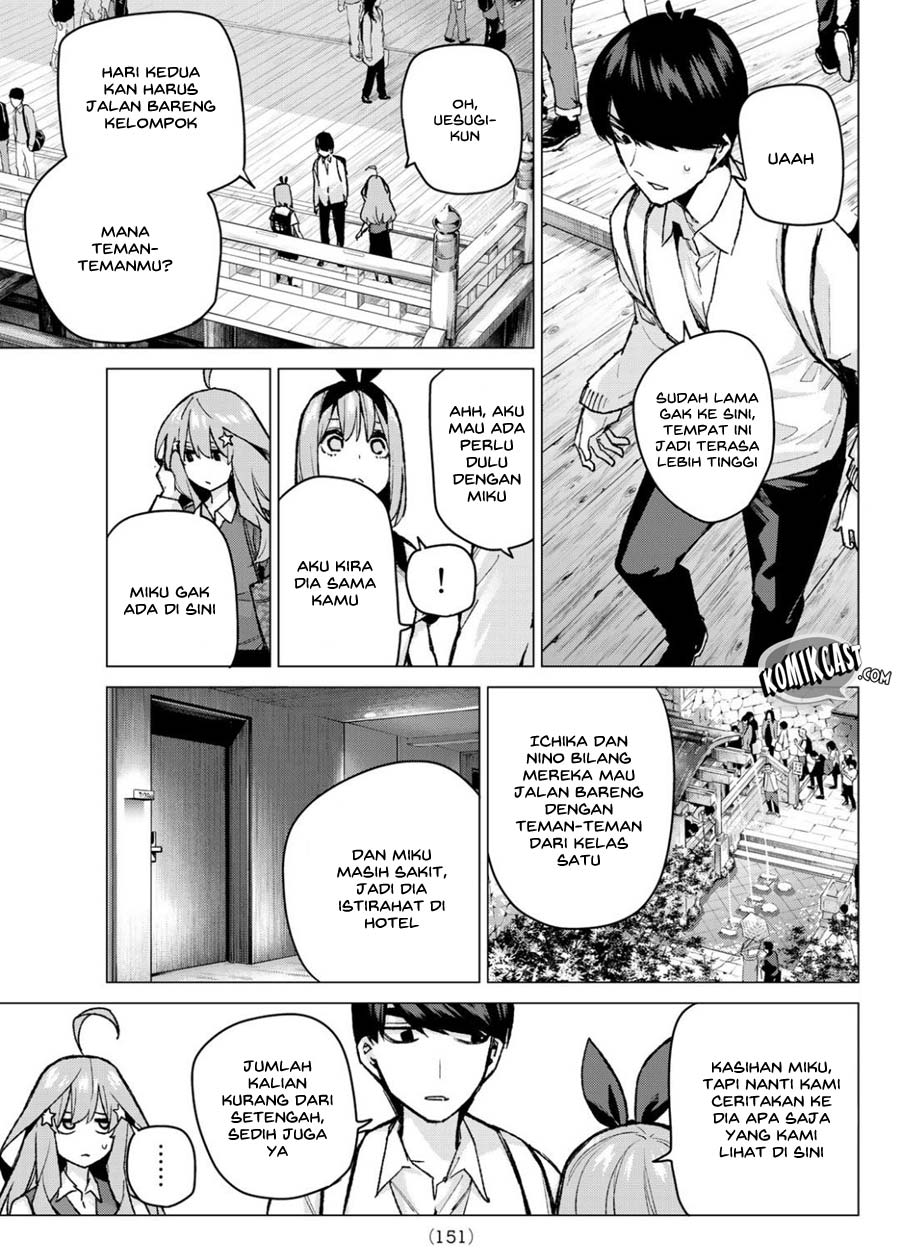 UAAH
SUDAH LAMA
GAK KE SINI,
TEMPAT INI
JADI TERASA
LEBIH TINGGI
OH,
UESUGI-
KUN
HARI KEDUA
KAN HARUS
JALAN BARENG
KELOMPOK
MANA
TEMAN-
TEMANMU?
AHH, AKU
MAU ADA
PERLU
DULU
DENGAN
MIKU
!
AKU KIRA
DIA SAMA
KAMU
MIKU GAK
ADA DI SINI
KOMIKCAST.COM
ICHIKA DAN
NINO BILANG
MEREKA MAU
JALAN BARENG
DENGAN
TEMAN-TEMAN
DARI KELAS
SATU
DAN MIKU
MASIH SAKIT,
JADI DIA
ISTIRAHAT DI
HOTEL
KASIHAN MIKU,
TAPI NANTI KAMI
CERITAKAN KE
DIA APA SAJA
YANG KAMI
LIHAT DI SINI
JUMLAH
KALIAN
KURANG DARI
SETENGAH,
SEDIH JUGA
YA
......
(151)